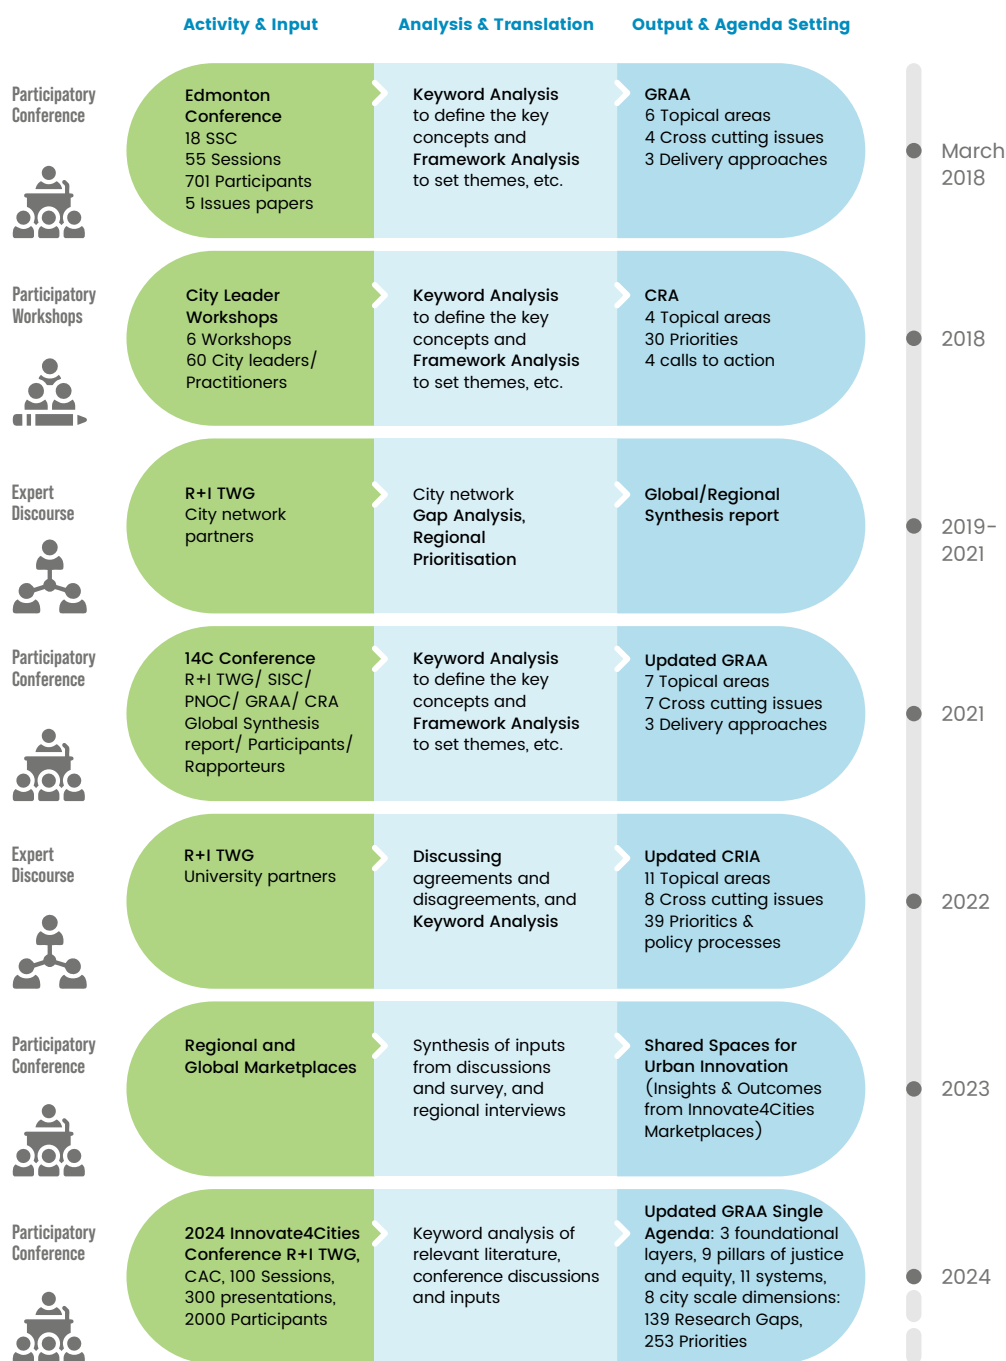 Activity & Input
Analysis & Translation
Output & Agenda Setting
Participatory
Conference
Edmonton
Conference
18 SSC
55 Sessions
701 Participants
5 Issues papers
Keyword Analysis
to define the key
concepts and
Framework Analysis
to set themes, etc.
GRAA
6 Topical areas
4 Cross cutting issues
3 Delivery approaches
March
2018
Participatory
Workshops
City Leader
Workshops
6 Workshops
60 City leaders/
Practitioners
Keyword Analysis
to define the key
concepts and
Framework Analysis
to set themes, etc.
CRA
4 Topical areas
30 Priorities
4 calls to action
2018
Expert
Discourse
R+I TWG
City network
partners
City network
Gap Analysis,
Regional
Prioritisation
Global/Regional
Synthesis report
2019-
2021
Participatory
Conference
14C Conference
R+I TWG/ SISC/
PNOC/ GRAA/ CRA
Global Synthesis
report/ Participants/
Rapporteurs
Keyword Analysis
to define the key
concepts and
Framework Analysis
to set themes, etc.
Updated GRAA
7 Topical areas
7 Cross cutting issues
3 Delivery approaches
2021
Expert
Discourse
R+I TWG
University partners
Discussing
agreements and
disagreements, and
Keyword Analysis
Updated CRIA
11 Topical areas
8 Cross cutting issues
39 Prioritics &
policy processes
2022
Participatory
Conference
Regional and
Global Marketplaces
Synthesis of inputs
from discussions
and survey, and
regional interviews
Shared Spaces for
Urban Innovation
(Insights & Outcomes
from Innovate4Cities
Marketplaces)
2023
Participatory
Conference
2024 Innovate4Cities
Conference R+I TWG,
CAC, 100 Sessions,
300 presentations,
2000 Participants
Keyword analysis of
relevant literature,
conference discussions
and inputs
Updated GRAA Single
Agenda: 3 foundational
layers, 9 pillars of justice
and equity, 11 systems,
8 city scale dimensions:
139 Research Gaps,
253 Priorities
2024